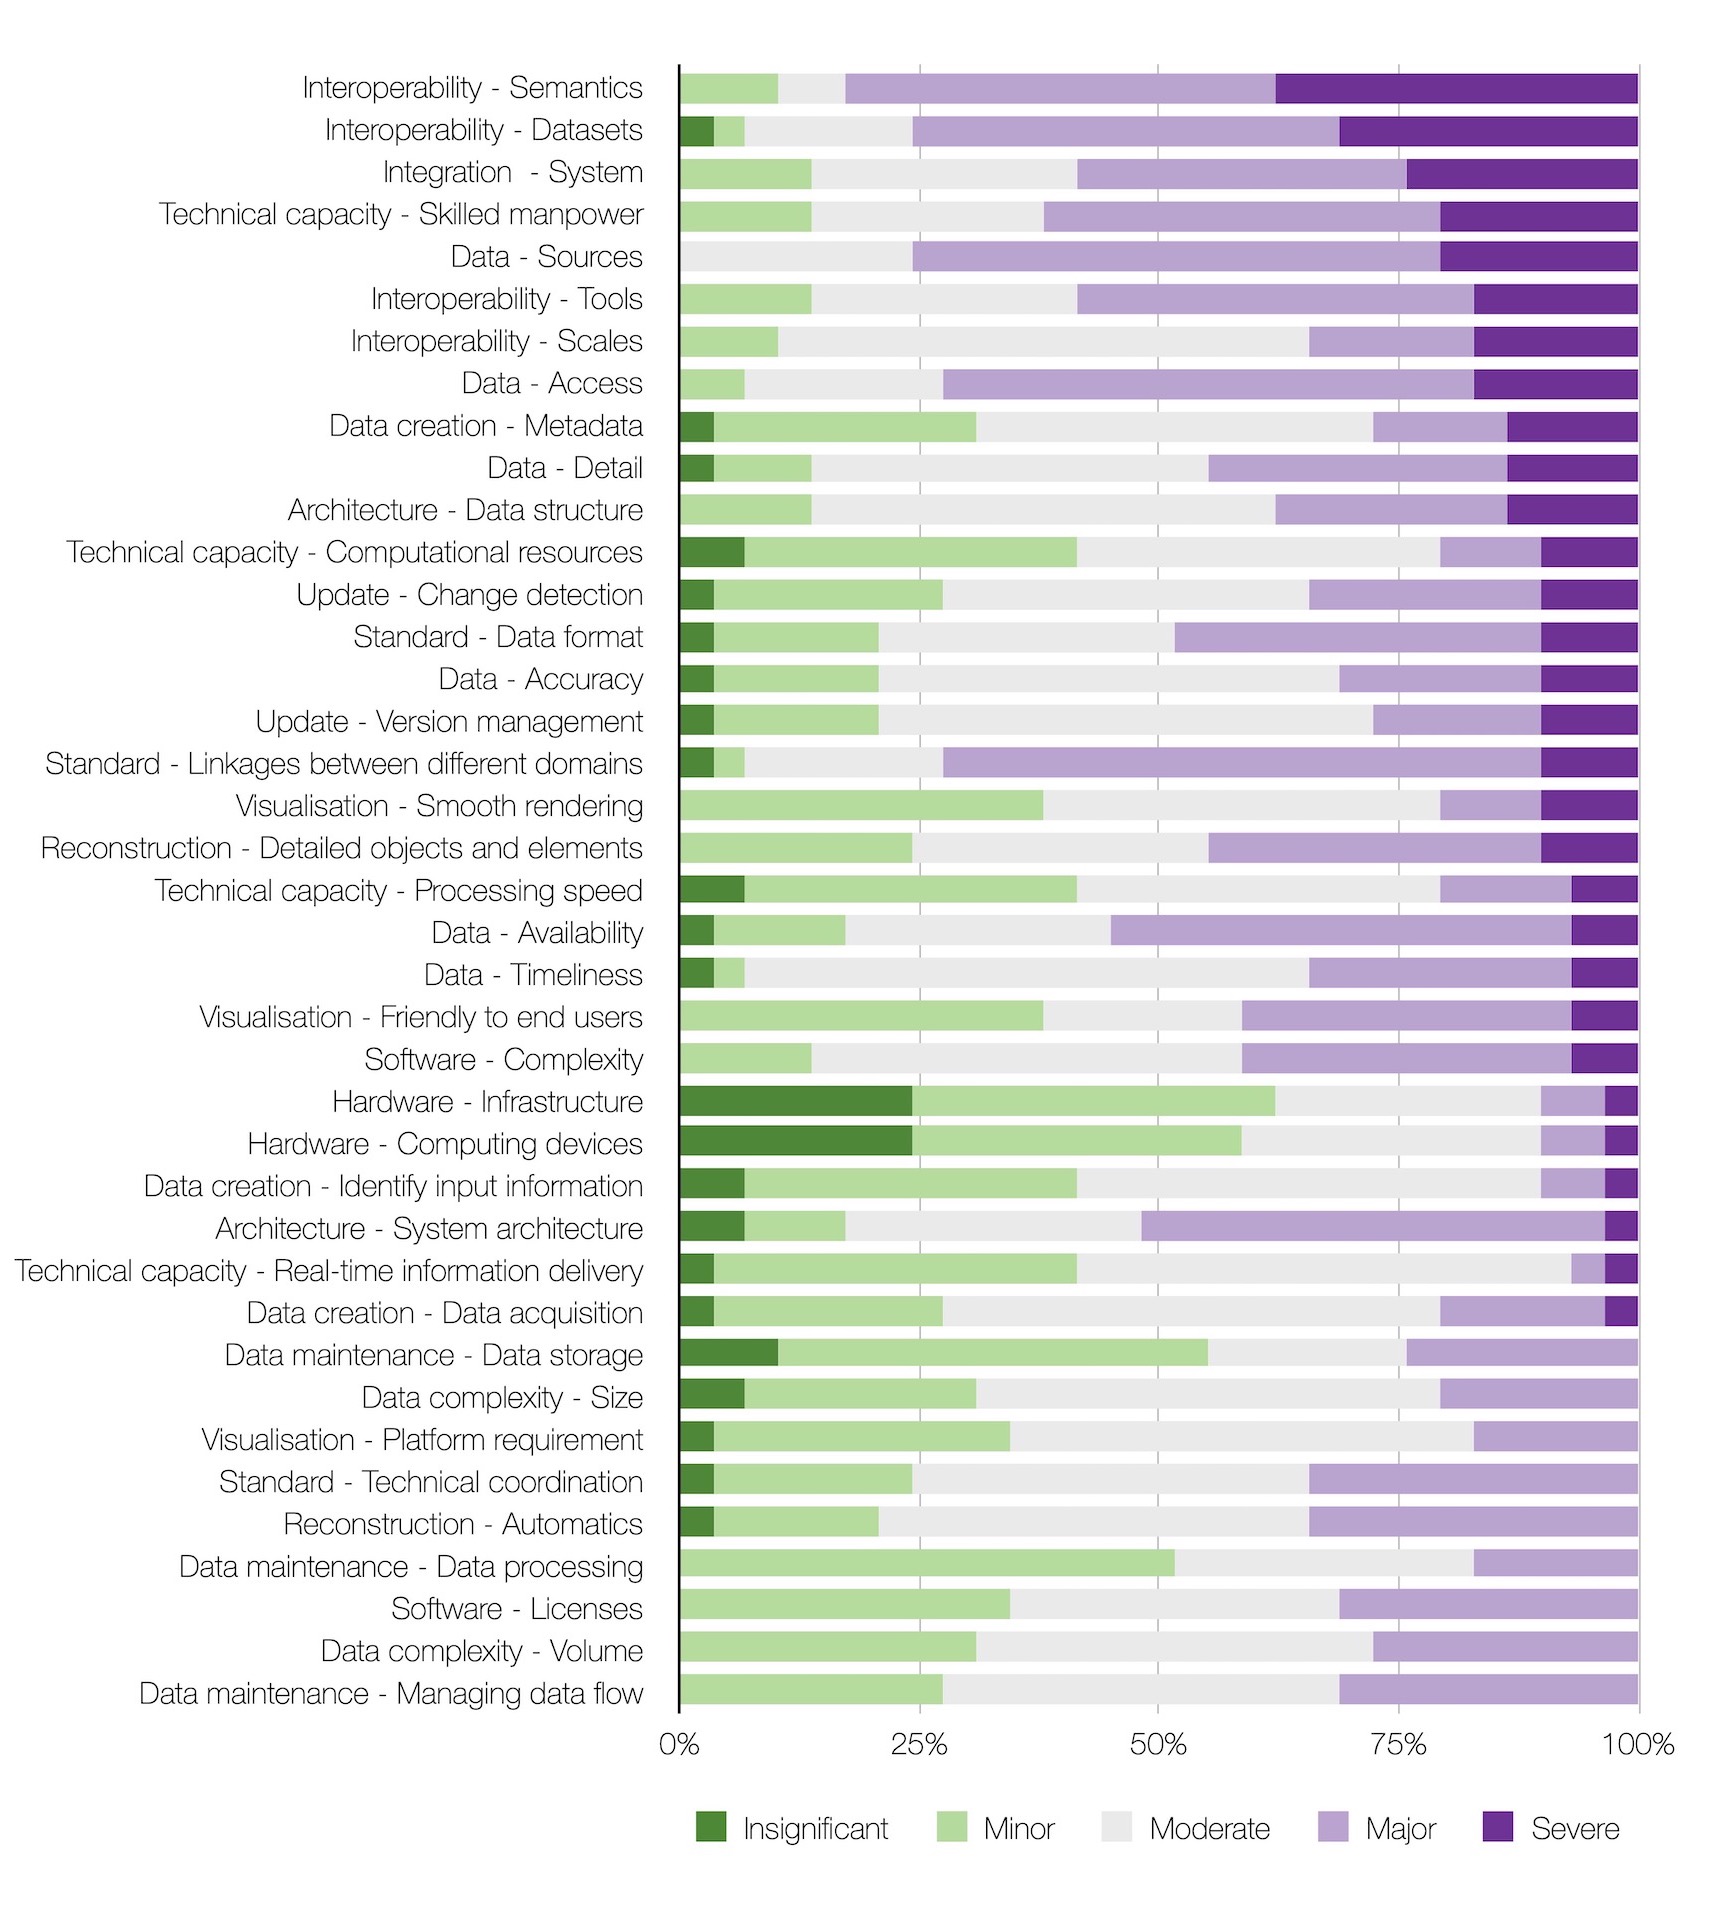 Interoperability - Semantics
Interoperability - Datasets
Integration  - System
Technical capacity - Skilled manpower
Data - Sources
Interoperability - Tools
Interoperability - Scales
Data - Access
Data creation - Metadata
Data - Detail
Architecture - Data structure
Technical capacity - Computational resources
Update - Change detection
Standard - Data format
Data - Accuracy
Update - Version management
Standard - Linkages between different domains
Visualisation - Smooth rendering
Reconstruction - Detailed objects and elements
Technical capacity - Processing speed
Data - Availability
Data - Timeliness
Visualisation - Friendly to end users
Software - Complexity
Hardware - Infrastructure
Hardware - Computing devices
Data creation - Identify input information
Architecture - System architecture
Technical capacity - Real-time information delivery
Data creation - Data acquisition
Data maintenance - Data storage
Data complexity - Size
Visualisation - Platform requirement
Standard - Technical coordination
Reconstruction - Automatics
Data maintenance - Data processing
Software - Licenses
Data complexity - Volume
Data maintenance - Managing data flow
0% 25% 50% 75% 100%
Insignificant Minor Moderate Major Severe